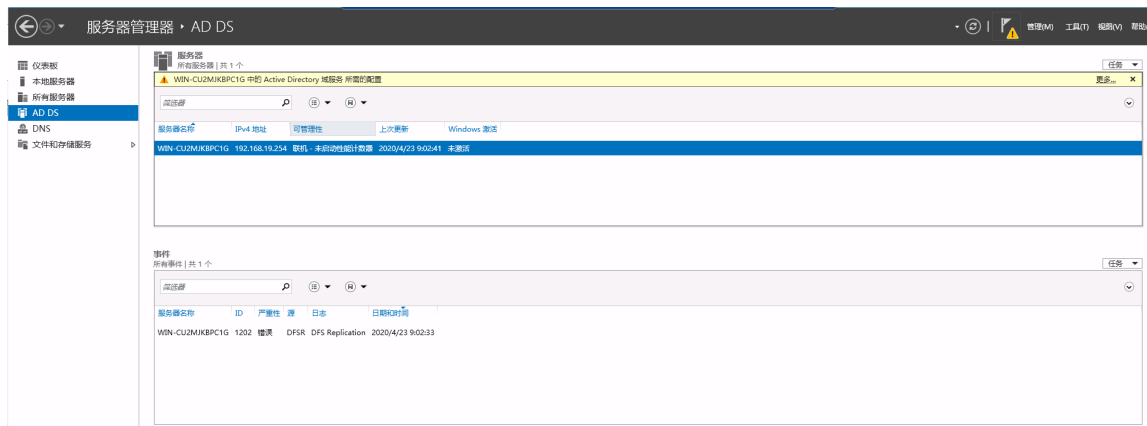 服务器管理器 · AD DS
管理(M) 工具(T) 视图(V)
仪表板
本地服务器
所有服务器
AD DS
DNS
文件和存储服务
服务器
所有服务器 | 共 1 个
任务
WIN-CU2MJKBPC1G 中的 Active Directory 域服务 所需的配置
更多...
筛选器
服务器名称 IPv4 地址 可管理性 上次更新 Windows 激活
WIN-CU2MJKBPC1G 192.168.19.254 联机 - 未启动性能计数器 2020/4/23 9:02:41 未激活
事件
所有事件 | 共 1 个
任务
筛选器
服务器名称 ID 严重性 源 日志 日期和时间
WIN-CU2MJKBPC1G 1202 错误 DFSR DFS Replication 2020/4/23 9:02:33